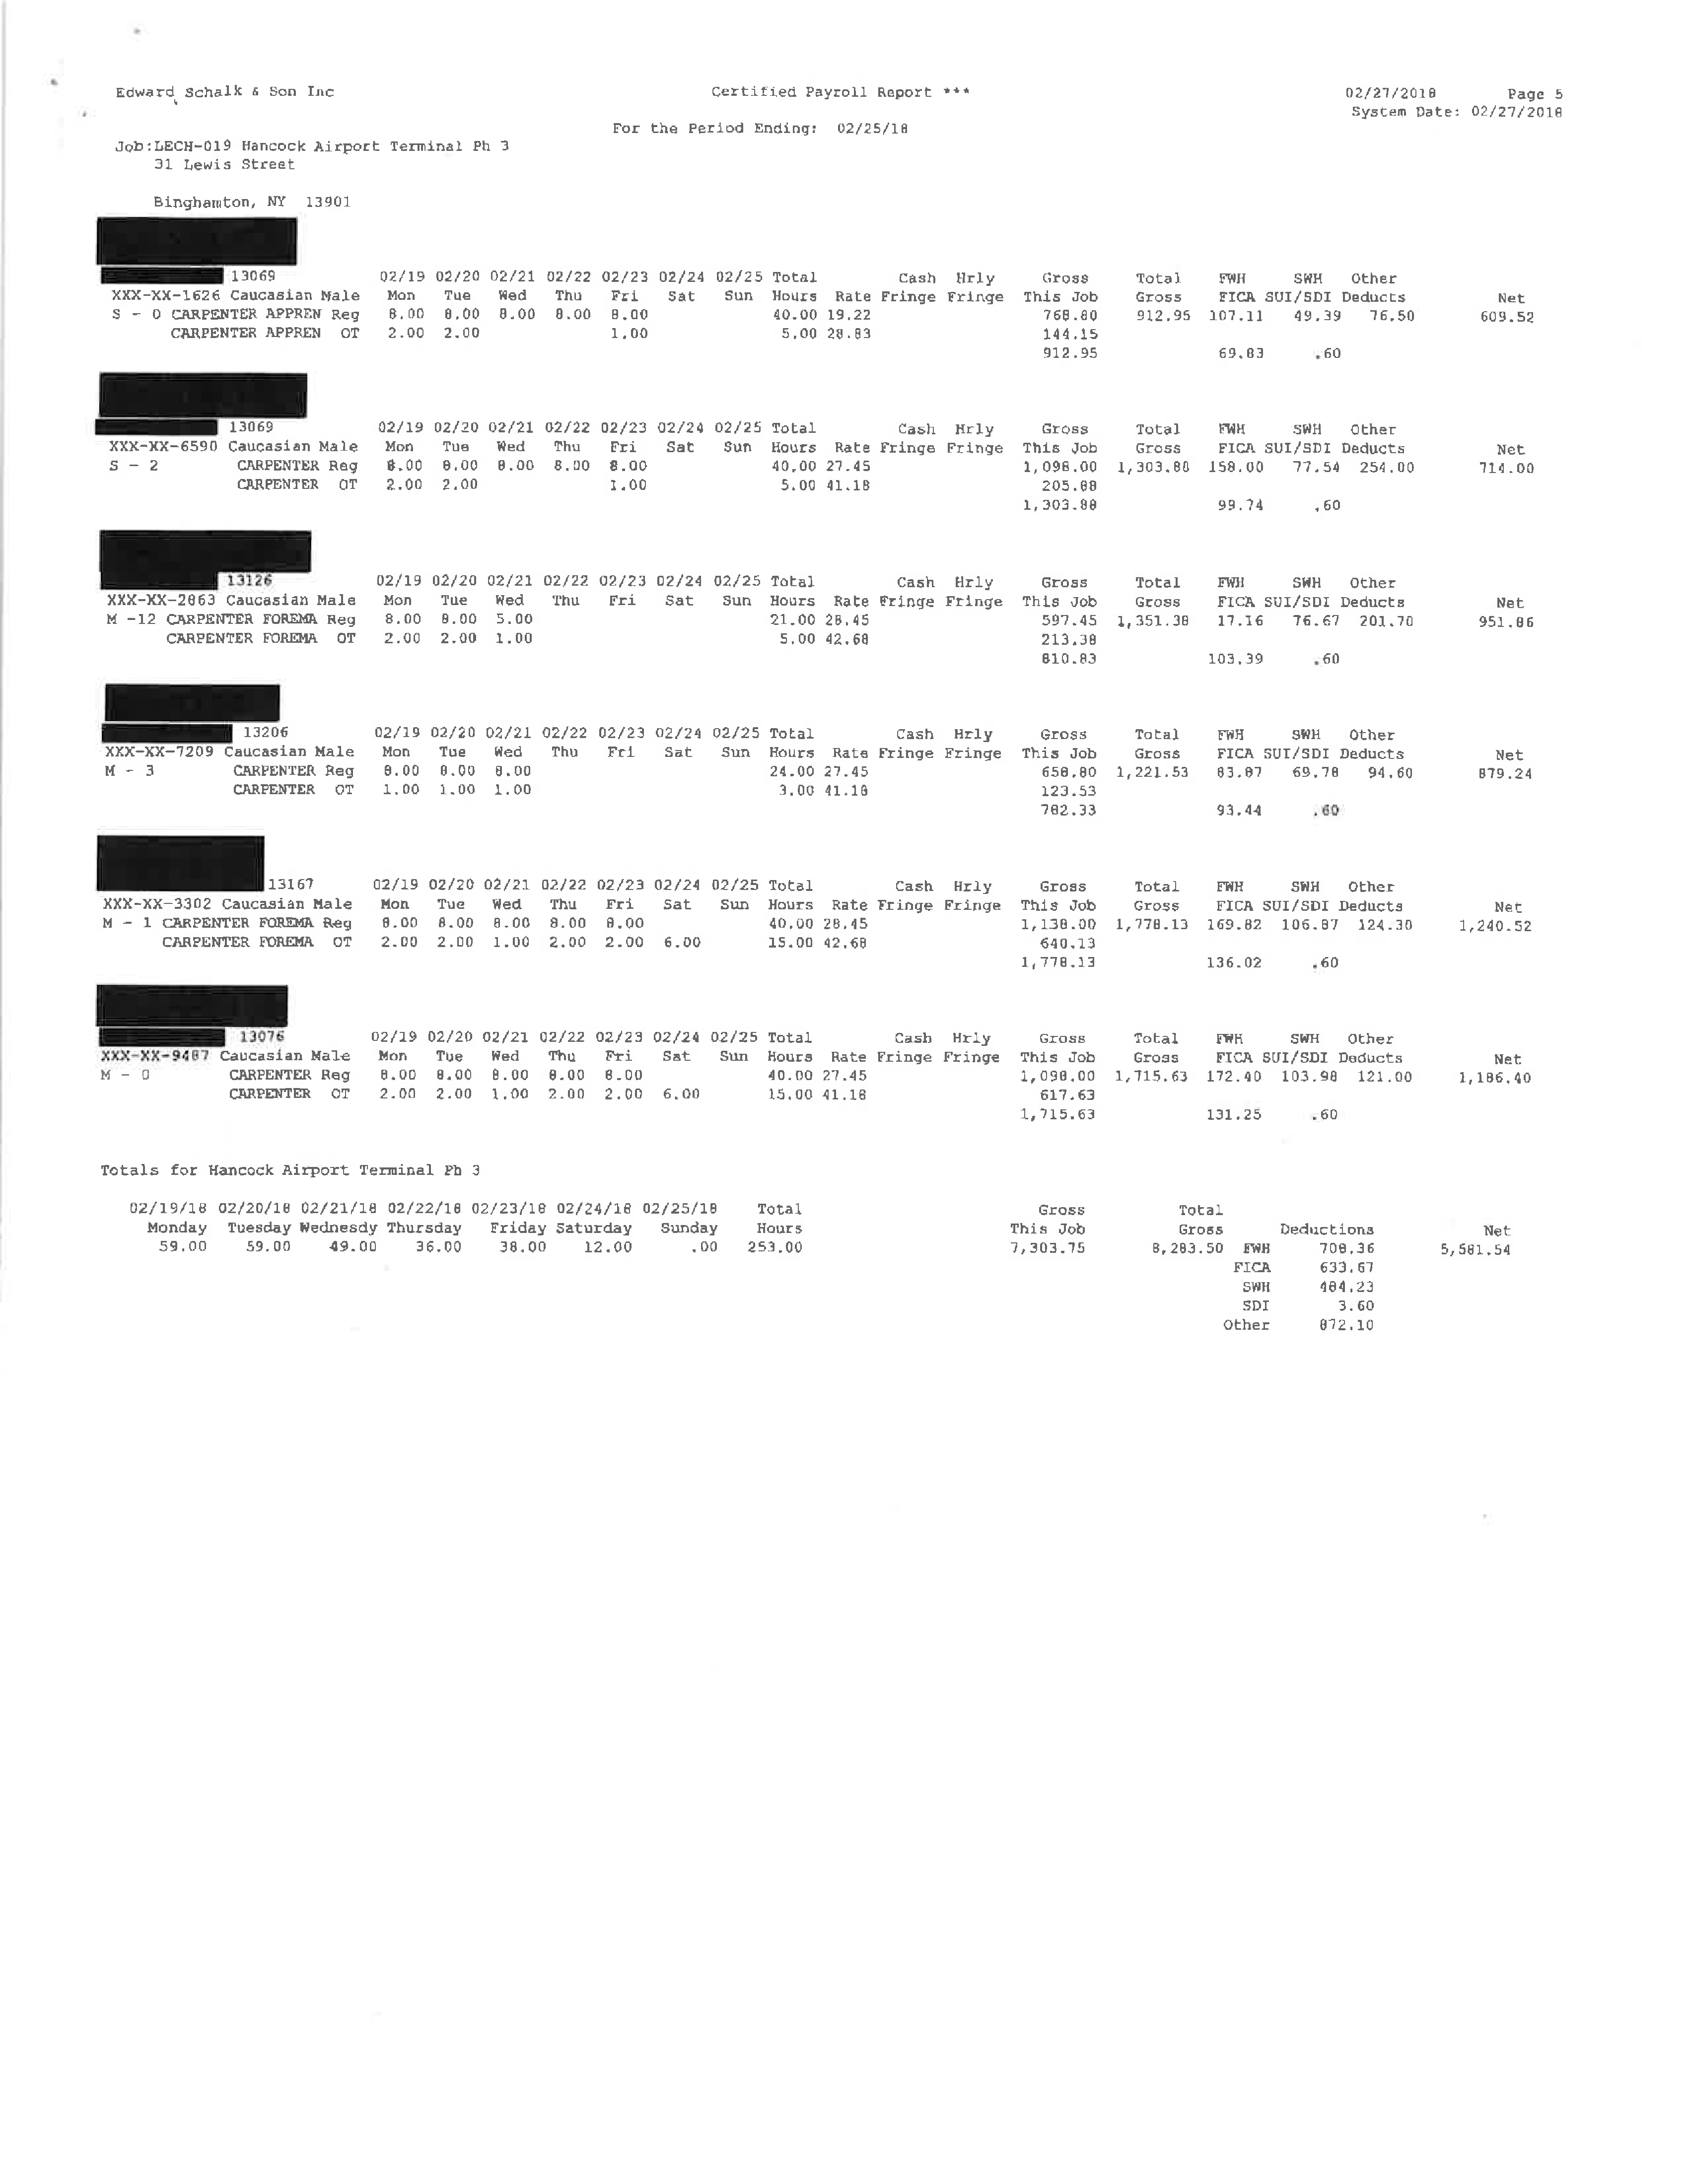 Edward Schalk & Son Inc Certified Payroll Report *** 02/27/2018 Page 5
System Date: 02/27/2018
For the Period Ending: 02/25/18
Job:LECH-019 Hancock Airport Terminal Ph 3
31 Lewis Street
Binghamton, NY 13901
13069 02/19 02/20 02/21 02/22 02/23 02/24 02/25 Total Cash Hrly Gross Total FWH SWH Other
XXX-XX-1626 Caucasian Male Mon Tue Wed Thu Fri Sat Sun Hours Rate Fringe Fringe This Job Gross FICA SUI/SDI Deducts Net
S - 0 CARPENTER APPREN Reg 8.00 8.00 8.00 8.00 8.00 40.00 19.22 768.80 912.95 107.11 49.39 76.50 609.52
CARPENTER APPREN OT 2.00 2.00 1.00 5.00 28.83 144.15
912.95 69.83 .60
13069 02/19 02/20 02/21 02/22 02/23 02/24 02/25 Total Cash Hrly Gross Total FWH SWH Other
XXX-XX-6590 Caucasian Male Mon Tue Wed Thu Fri Sat Sun Hours Rate Fringe Fringe This Job Gross FICA SUI/SDI Deducts Net
S - 2 CARPENTER Reg 8.00 8.00 8.00 8.00 8.00 40.00 27.45 1,098.00 1,303.88 158.00 77.54 254.00 714.00
CARPENTER OT 2.00 2.00 1.00 5.00 41.18 205.88
1,303.88 99.74 .60
13126 02/19 02/20 02/21 02/22 02/23 02/24 02/25 Total Cash Hrly Gross Total FWH SWH Other
XXX-XX-2863 Caucasian Male Mon Tue Wed Thu Fri Sat Sun Hours Rate Fringe Fringe This Job Gross FICA SUI/SDI Deducts Net
M -12 CARPENTER FOREMA Reg 8.00 8.00 5.00 21.00 28.45 597.45 1,351.38 17.16 76.67 201.70 951.86
CARPENTER FOREMA OT 2.00 2.00 1.00 5.00 42.68 213.38
810.83 103.39 .60
13206 02/19 02/20 02/21 02/22 02/23 02/24 02/25 Total Cash Hrly Gross Total FWH SWH Other
XXX-XX-7209 Caucasian Male Mon Tue Wed Thu Fri Sat Sun Hours Rate Fringe Fringe This Job Gross FICA SUI/SDI Deducts Net
M - 3 CARPENTER Reg 8.00 8.00 8.00 24.00 27.45 658.80 1,221.53 83.87 69.78 94.60 879.24
CARPENTER OT 1.00 1.00 1.00 3.00 41.18 123.53
782.33 93.44 .60
13167 02/19 02/20 02/21 02/22 02/23 02/24 02/25 Total Cash Hrly Gross Total FWH SWH Other
XXX-XX-3302 Caucasian Male Mon Tue Wed Thu Fri Sat Sun Hours Rate Fringe Fringe This Job Gross FICA SUI/SDI Deducts Net
M - 1 CARPENTER FOREMA Reg 8.00 8.00 8.00 8.00 8.00 40.00 28.45 1,138.00 1,778.13 169.82 106.87 124.30 1,240.52
CARPENTER FOREMA OT 2.00 2.00 1.00 2.00 2.00 6.00 15.00 42.68 640.13
1,778.13 136.02 .60
13076 02/19 02/20 02/21 02/22 02/23 02/24 02/25 Total Cash Hrly Gross Total FWH SWH Other
XXX-XX-9487 Caucasian Male Mon Tue Wed Thu Fri Sat Sun Hours Rate Fringe Fringe This Job Gross FICA SUI/SDI Deducts Net
M - 0 CARPENTER Reg 8.00 8.00 8.00 8.00 8.00 40.00 27.45 1,098.00 1,715.63 172.40 103.98 121.00 1,186.40
CARPENTER OT 2.00 2.00 1.00 2.00 2.00 6.00 15.00 41.18 617.63
1,715.63 131.25 .60
Totals for Hancock Airport Terminal Ph 3
02/19/18 02/20/18 02/21/18 02/22/18 02/23/18 02/24/18 02/25/18 Total Gross Total
Monday Tuesday Wednesdy Thursday Friday Saturday Sunday Hours This Job Gross Deductions Net
59.00 59.00 49.00 36.00 38.00 12.00 .00 253.00 7,303.75 8,283.50 FWH 708.36 5,581.54
FICA 633.67
SWH 484.23
SDI 3.60
Other 872.10